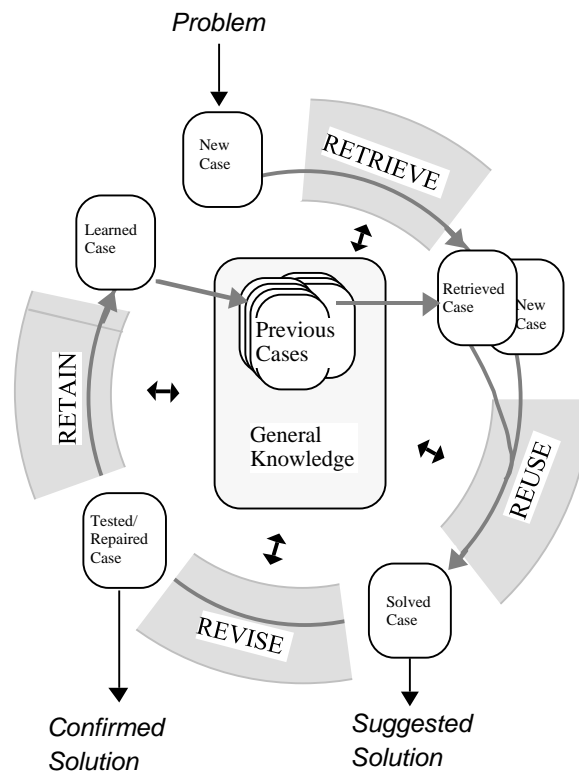 Problem
New
Case
RETRIEVE
Learned
Case
Retrieved
Case
New
Case
Previous
Cases
General
Knowledge
RETAIN
REUSE
Tested/
Repaired
Case
REVISE
Solved
Case
Confirmed
Solution
Suggested
Solution